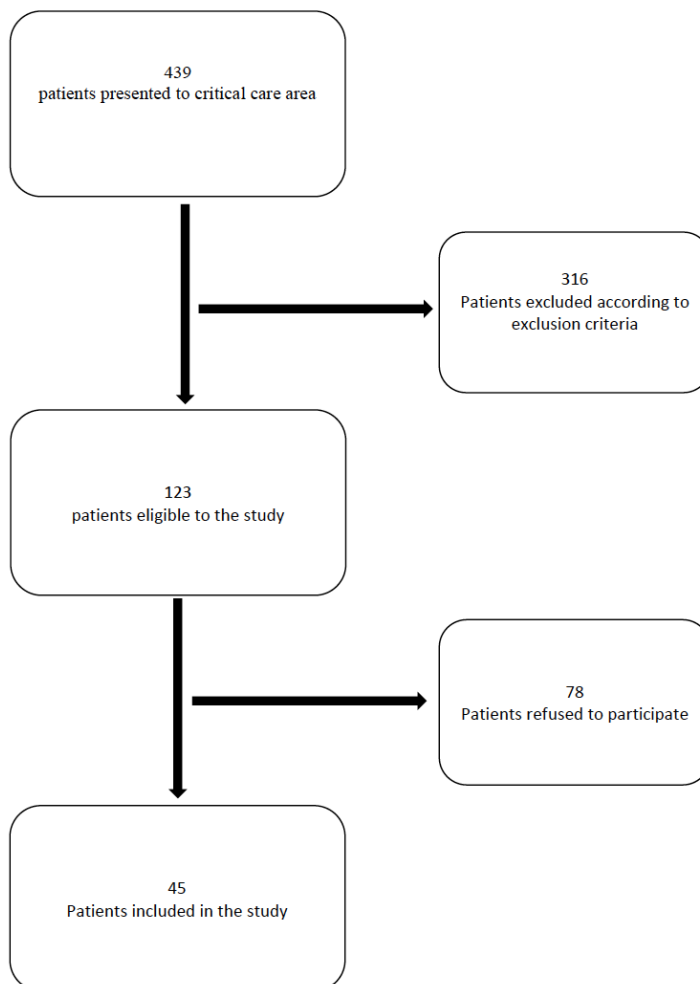 439
patients presented to critical care area
316
Patients excluded according to
exclusion criteria
123
patients eligible to the study
78
Patients refused to participate
45
Patients included in the study